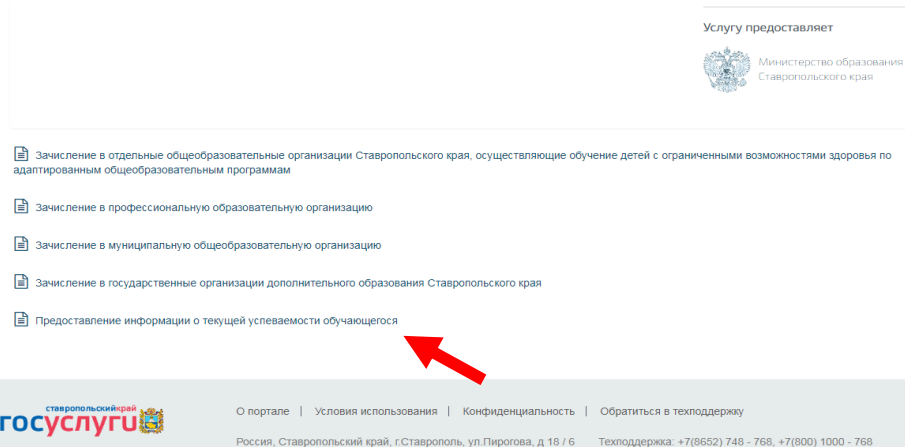 Услугу предоставляет
Министерство образования
Ставропольского края
Зачисление в отдельные общеобразовательные организации Ставропольского края, осуществляющие обучение детей с ограниченными возможностями здоровья по
адаптированным общеобразовательным программам
Зачисление в профессиональную образовательную организацию
Зачисление в муниципальную общеобразовательную организацию
Зачисление в государственные организации дополнительного образования Ставропольского края
Предоставление информации о текущей успеваемости обучающегося
ставропольскийкрай
госуслуги
О портале | Условия использования | Конфиденциальность | Обратиться в техподдержку
Россия, Ставропольский край, г.Ставрополь, ул.Пирогова, д 18 / 6 Техподдержка: +7(8652) 748 - 768, +7(800) 1000 - 768